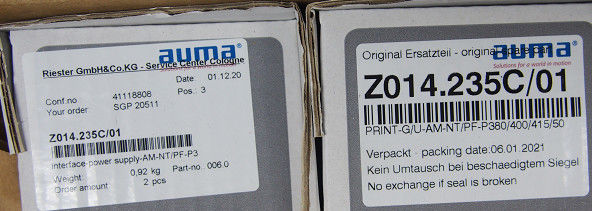 auma
Riester GmbH&Co.KG - Service Center Cologne
Date 01.12.20
Conf.no 41118808 Pos.: 3
Your order SGP 20511
Z014.235C/01
interface-power supply-AM-NT/PF-P3
Weight: 0,92 kg Part-no.. 006.0
Order amount 2 pcs
auma
Original Ersatzteil - original spare part
Solutions for a world in motion
Z014.235C/01
PRINT-G/U-AM-NT/PF-P380/400/415/50
Verpackt - packing date:06.01.2021
Kein Umtausch bei beschaedigtem Siegel
No exchange if seal is broken